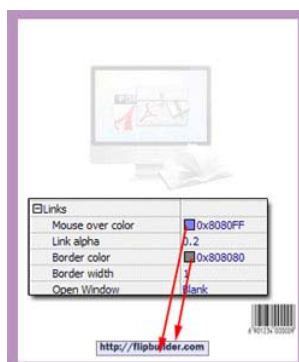 Links
Mouse over color 0x8080FF
Link alpha 0.2
Border color 0x808080
Border width 1
Open Window Blank
http://flipbuilder.com